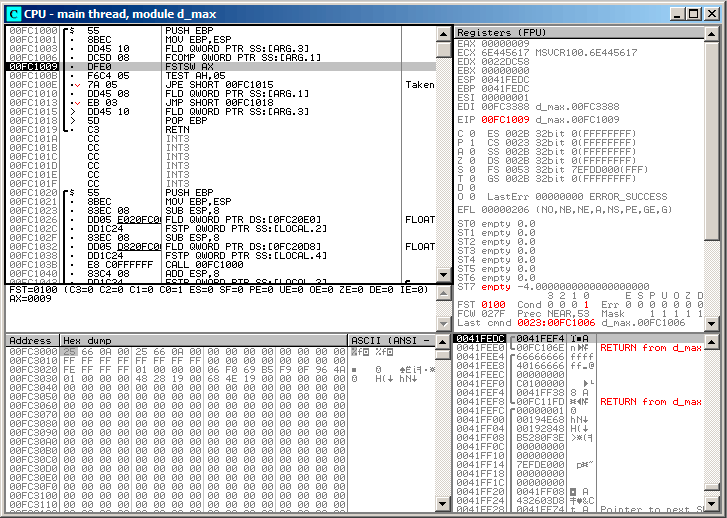 CPU - main thread, module d_max
00FC1000 $ 55 PUSH EBP
00FC1001 · 8BEC MOV EBP,ESP
00FC1003 · DD45 10 FLD QWORD PTR SS:[ARG.3]
00FC1006 · DC5D 08 FCOMP QWORD PTR SS:[ARG.1]
00FC1009 · DFE0 FSTSW AX
00FC100B · F6C4 05 TEST AH,05
00FC100E ·∨ 7A 05 JPE SHORT 00FC1015 Taken
00FC1010 · DD45 08 FLD QWORD PTR SS:[ARG.1]
00FC1013 ·∨ EB 03 JMP SHORT 00FC1018
00FC1015 > DD45 10 FLD QWORD PTR SS:[ARG.3]
00FC1018 > 5D POP EBP
00FC1019 · C3 RETN
00FC101A CC INT3
00FC101B CC INT3
00FC101C CC INT3
00FC101D CC INT3
00FC101E CC INT3
00FC101F CC INT3
00FC1020 $ 55 PUSH EBP
00FC1021 · 8BEC MOV EBP,ESP
00FC1023 · 83EC 08 SUB ESP,8
00FC1026 · DD05 E020FC00 FLD QWORD PTR DS:[0FC20E0] FLOAT
00FC102C · DD1C24 FSTP QWORD PTR SS:[LOCAL.2]
00FC102F · 83EC 08 SUB ESP,8
00FC1032 · DD05 D820FC00 FLD QWORD PTR DS:[0FC20D8] FLOAT
00FC1038 · DD1C24 FSTP QWORD PTR SS:[LOCAL.4]
00FC103B · E8 C0FFFFFF CALL 00FC1000
00FC1040 · 83C4 08 ADD ESP,8
FST=0100 (C3=0 C2=0 C1=0 C0=1 ES=0 SF=0 PE=0 UE=0 OE=0 ZE=0 DE=0 IE=0)
AX=0009
Registers (FPU)
EAX 00000009
ECX 6E445617 MSVCR100.6E445617
EDX 0022DC58
EBX 00000000
ESP 0041FEDC
EBP 0041FEDC
ESI 00000001
EDI 00FC3388 d_max.00FC3388
EIP 00FC1009 d_max.00FC1009
C 0 ES 002B 32bit 0(FFFFFFFF)
P 1 CS 0023 32bit 0(FFFFFFFF)
A 0 SS 002B 32bit 0(FFFFFFFF)
Z 0 DS 002B 32bit 0(FFFFFFFF)
S 0 FS 0053 32bit 7EFDD000(FFF)
T 0 GS 002B 32bit 0(FFFFFFFF)
D 0
O 0 LastErr 00000000 ERROR_SUCCESS
EFL 00000206 (NO,NB,NE,A,NS,PE,GE,G)
ST0 empty 0.0
ST1 empty 0.0
ST2 empty 0.0
ST3 empty 0.0
ST4 empty 0.0
ST5 empty 0.0
ST6 empty 0.0
ST7 empty -4.0000000000000000000
3 2 1 0 E S P U O Z D
FST 0100 Cond 0 0 0 1 Err 0 0 0 0 0 0 0
FCW 027F Prec NEAR,53 Mask 1 1 1 1 1
Last cmnd 0023:00FC1006 d_max.00FC1006
Address Hex dump ASCII (ANSI -
00FC3000 25 66 0A 00 25 66 0A 00 00 00 00 00 00 00 00 00 %f %f
00FC3010 FF FF FF FF FF FF FF FF 00 00 00 00 00 00 00 00
00FC3020 FE FF FF FF 01 00 00 00 06 F0 69 B5 F9 0F 96 4A
00FC3030 01 00 00 00 48 28 19 00 68 4E 19 00 00 00 00 00
00FC3040 00 00 00 00 00 00 00 00 00 00 00 00 00 00 00 00
00FC3050 00 00 00 00 00 00 00 00 00 00 00 00 00 00 00 00
00FC3060 00 00 00 00 00 00 00 00 00 00 00 00 00 00 00 00
00FC3070 00 00 00 00 00 00 00 00 00 00 00 00 00 00 00 00
00FC3080 00 00 00 00 00 00 00 00 00 00 00 00 00 00 00 00
00FC3090 00 00 00 00 00 00 00 00 00 00 00 00 00 00 00 00
00FC30A0 00 00 00 00 00 00 00 00 00 00 00 00 00 00 00 00
00FC30B0 00 00 00 00 00 00 00 00 00 00 00 00 00 00 00 00
00FC30C0 00 00 00 00 00 00 00 00 00 00 00 00 00 00 00 00
00FC30D0 00 00 00 00 00 00 00 00 00 00 00 00 00 00 00 00
00FC30E0 00 00 00 00 00 00 00 00 00 00 00 00 00 00 00 00
00FC30F0 00 00 00 00 00 00 00 00 00 00 00 00 00 00 00 00
00FC3100 00 00 00 00 00 00 00 00 00 00 00 00 00 00 00 00
0041FEDC 0041FEF4
0041FEE0 00FC106E RETURN from d_max
0041FEE4 66666666 ffff
0041FEE8 40166666 ff
0041FEEC 00000000
0041FEF0 C0100000
0041FEF4 0041FF38 8 A
0041FEF8 00FC11FD RETURN from d_max
0041FEFC 00000001
0041FF00 00194E68 hN↓
0041FF04 00192848 H(↓
0041FF08 B5280F3E
0041FF0C 00000000
0041FF10 00000000
0041FF14 7EFDE000
0041FF18 00000000
0041FF1C 00000000
0041FF20 0041FF08
0041FF24 432603D8
0041FF28 0041FF74 t A Pointer to next S